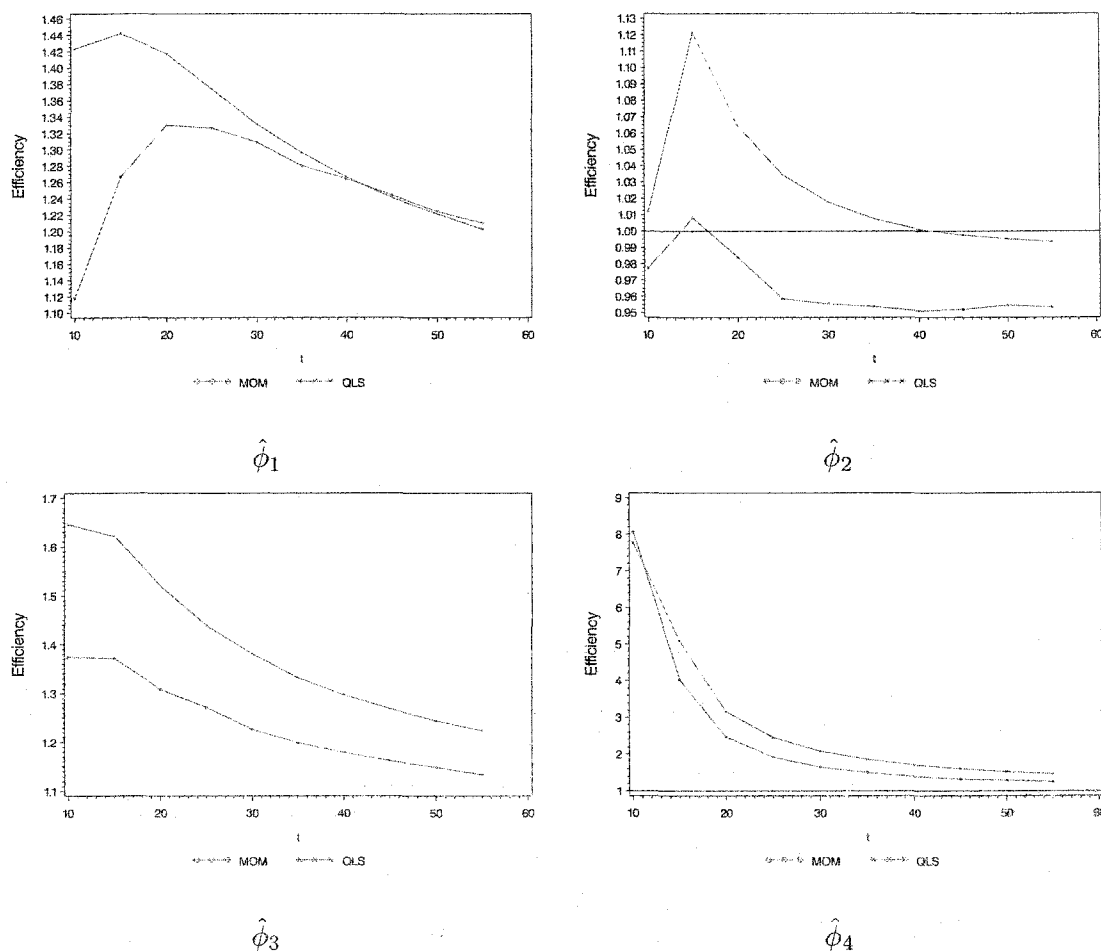 1.46
1.44
1.42
1.40
1.38
1.36
1.34
1.32
1.30
1.28
1.26
1.24
1.22
1.20
1.18
1.16
1.14
1.12
1.10
Efficiency
10 20 30 40 50 60
t
MOM QLS
ϕ̂₁
1.13
1.12
1.11
1.10
1.09
1.08
1.07
1.06
1.05
1.04
1.03
1.02
1.01
1.00
0.99
0.98
0.97
0.96
0.95
Efficiency
10 20 30 40 50 60
t
MOM QLS
ϕ̂₂
1.7
1.6
1.5
1.4
1.3
1.2
1.1
Efficiency
10 20 30 40 50 60
t
MOM QLS
ϕ̂₃
9
8
7
6
5
4
3
2
1
Efficiency
10 20 30 40 50 60
t
MOM QLS
ϕ̂₄